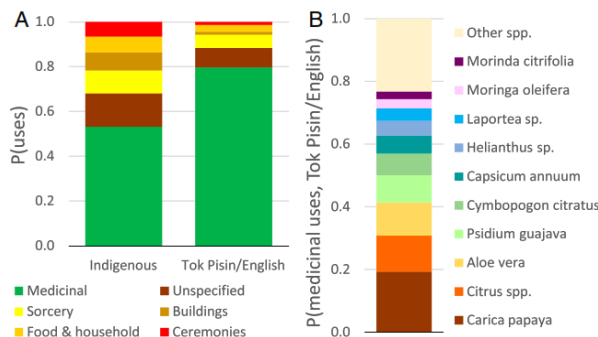 A
P(uses)
1.0
0.8
0.6
0.4
0.2
0.0
Indigenous
Tok Pisin/English
Medicinal
Unspecified
Sorcery
Buildings
Food & household
Ceremonies
B
P(medicinal uses, Tok Pisin/English)
1.0
0.8
0.6
0.4
0.2
0.0
Other spp.
Morinda citrifolia
Moringa oleifera
Laportea sp.
Helianthus sp.
Capsicum annuum
Cymbopogon citratus
Psidium guajava
Aloe vera
Citrus spp.
Carica papaya